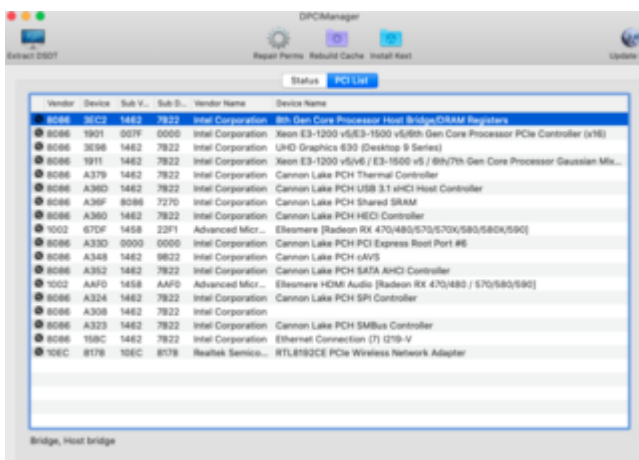 DPCIManager
Extract DSDT
Repair Perms Rebuild Cache Install Kext
Update
Status PCI List
Vendor Device Sub V... Sub D... Vendor Name Device Name
8086 3EC2 1462 7B22 Intel Corporation 8th Gen Core Processor Host Bridge/DRAM Registers
8086 1901 007F 0000 Intel Corporation Xeon E3-1200 v5/E3-1500 v5/6th Gen Core Processor PCIe Controller (x16)
8086 3E98 1462 7B22 Intel Corporation UHD Graphics 630 (Desktop 9 Series)
8086 1911 1462 7B22 Intel Corporation Xeon E3-1200 v5/v6 / E3-1500 v5 / 6th/7th Gen Core Processor Gaussian Mix...
8086 A379 1462 7B22 Intel Corporation Cannon Lake PCH Thermal Controller
8086 A36D 1462 7B22 Intel Corporation Cannon Lake PCH USB 3.1 xHCI Host Controller
8086 A36F 8086 7270 Intel Corporation Cannon Lake PCH Shared SRAM
8086 A360 1462 7B22 Intel Corporation Cannon Lake PCH HECI Controller
1002 67DF 1458 22F1 Advanced Micr... Ellesmere [Radeon RX 470/480/570/570X/580/580X/590]
8086 A33D 0000 0000 Intel Corporation Cannon Lake PCH PCI Express Root Port #6
8086 A348 1462 9B22 Intel Corporation Cannon Lake PCH cAVS
8086 A352 1462 7B22 Intel Corporation Cannon Lake PCH SATA AHCI Controller
1002 AAF0 1458 AAF0 Advanced Micr... Ellesmere HDMI Audio [Radeon RX 470/480 / 570/580/590]
8086 A324 1462 7B22 Intel Corporation Cannon Lake PCH SPI Controller
8086 A308 1462 7B22 Intel Corporation
8086 A323 1462 7B22 Intel Corporation Cannon Lake PCH SMBus Controller
8086 15BC 1462 7B22 Intel Corporation Ethernet Connection (7) I219-V
10EC 8178 10EC 8178 Realtek Semico... RTL8192CE PCIe Wireless Network Adapter
Bridge, Host bridge